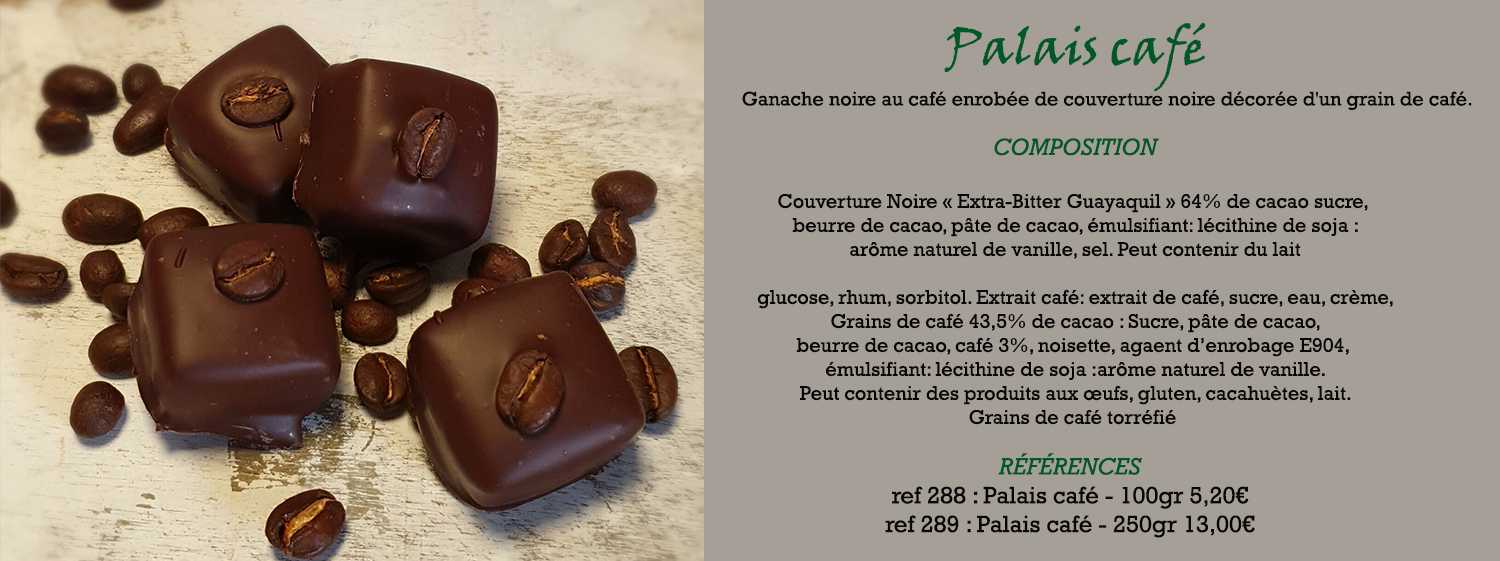 Palais café
Ganache noire au café enrobée de couverture noire décorée d'un grain de café.
COMPOSITION
Couverture Noire « Extra-Bitter Guayaquil » 64% de cacao sucre,
beurre de cacao, pâte de cacao, émulsifiant: lécithine de soja :
arôme naturel de vanille, sel. Peut contenir du lait
glucose, rhum, sorbitol. Extrait café: extrait de café, sucre, eau, crème,
Grains de café 43,5% de cacao : Sucre, pâte de cacao,
beurre de cacao, café 3%, noisette, agaent d'enrobage E904,
émulsifiant: lécithine de soja :arôme naturel de vanille.
Peut contenir des produits aux œufs, gluten, cacahuètes, lait.
Grains de café torréfié
RÉFÉRENCES
ref 288 : Palais café - 100gr 5,20€
ref 289 : Palais café - 250gr 13,00€